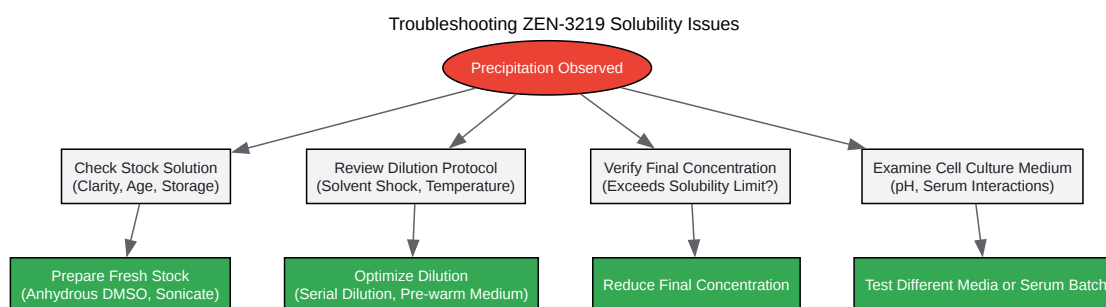 Troubleshooting ZEN-3219 Solubility Issues
Precipitation Observed
Check Stock Solution
(Clarity, Age, Storage)
Review Dilution Protocol
(Solvent Shock, Temperature)
Verify Final Concentration
(Exceeds Solubility Limit?)
Examine Cell Culture Medium
(pH, Serum Interactions)
Prepare Fresh Stock
(Anhydrous DMSO, Sonicate)
Optimize Dilution
(Serial Dilution, Pre-warm Medium)
Reduce Final Concentration
Test Different Media or Serum Batch